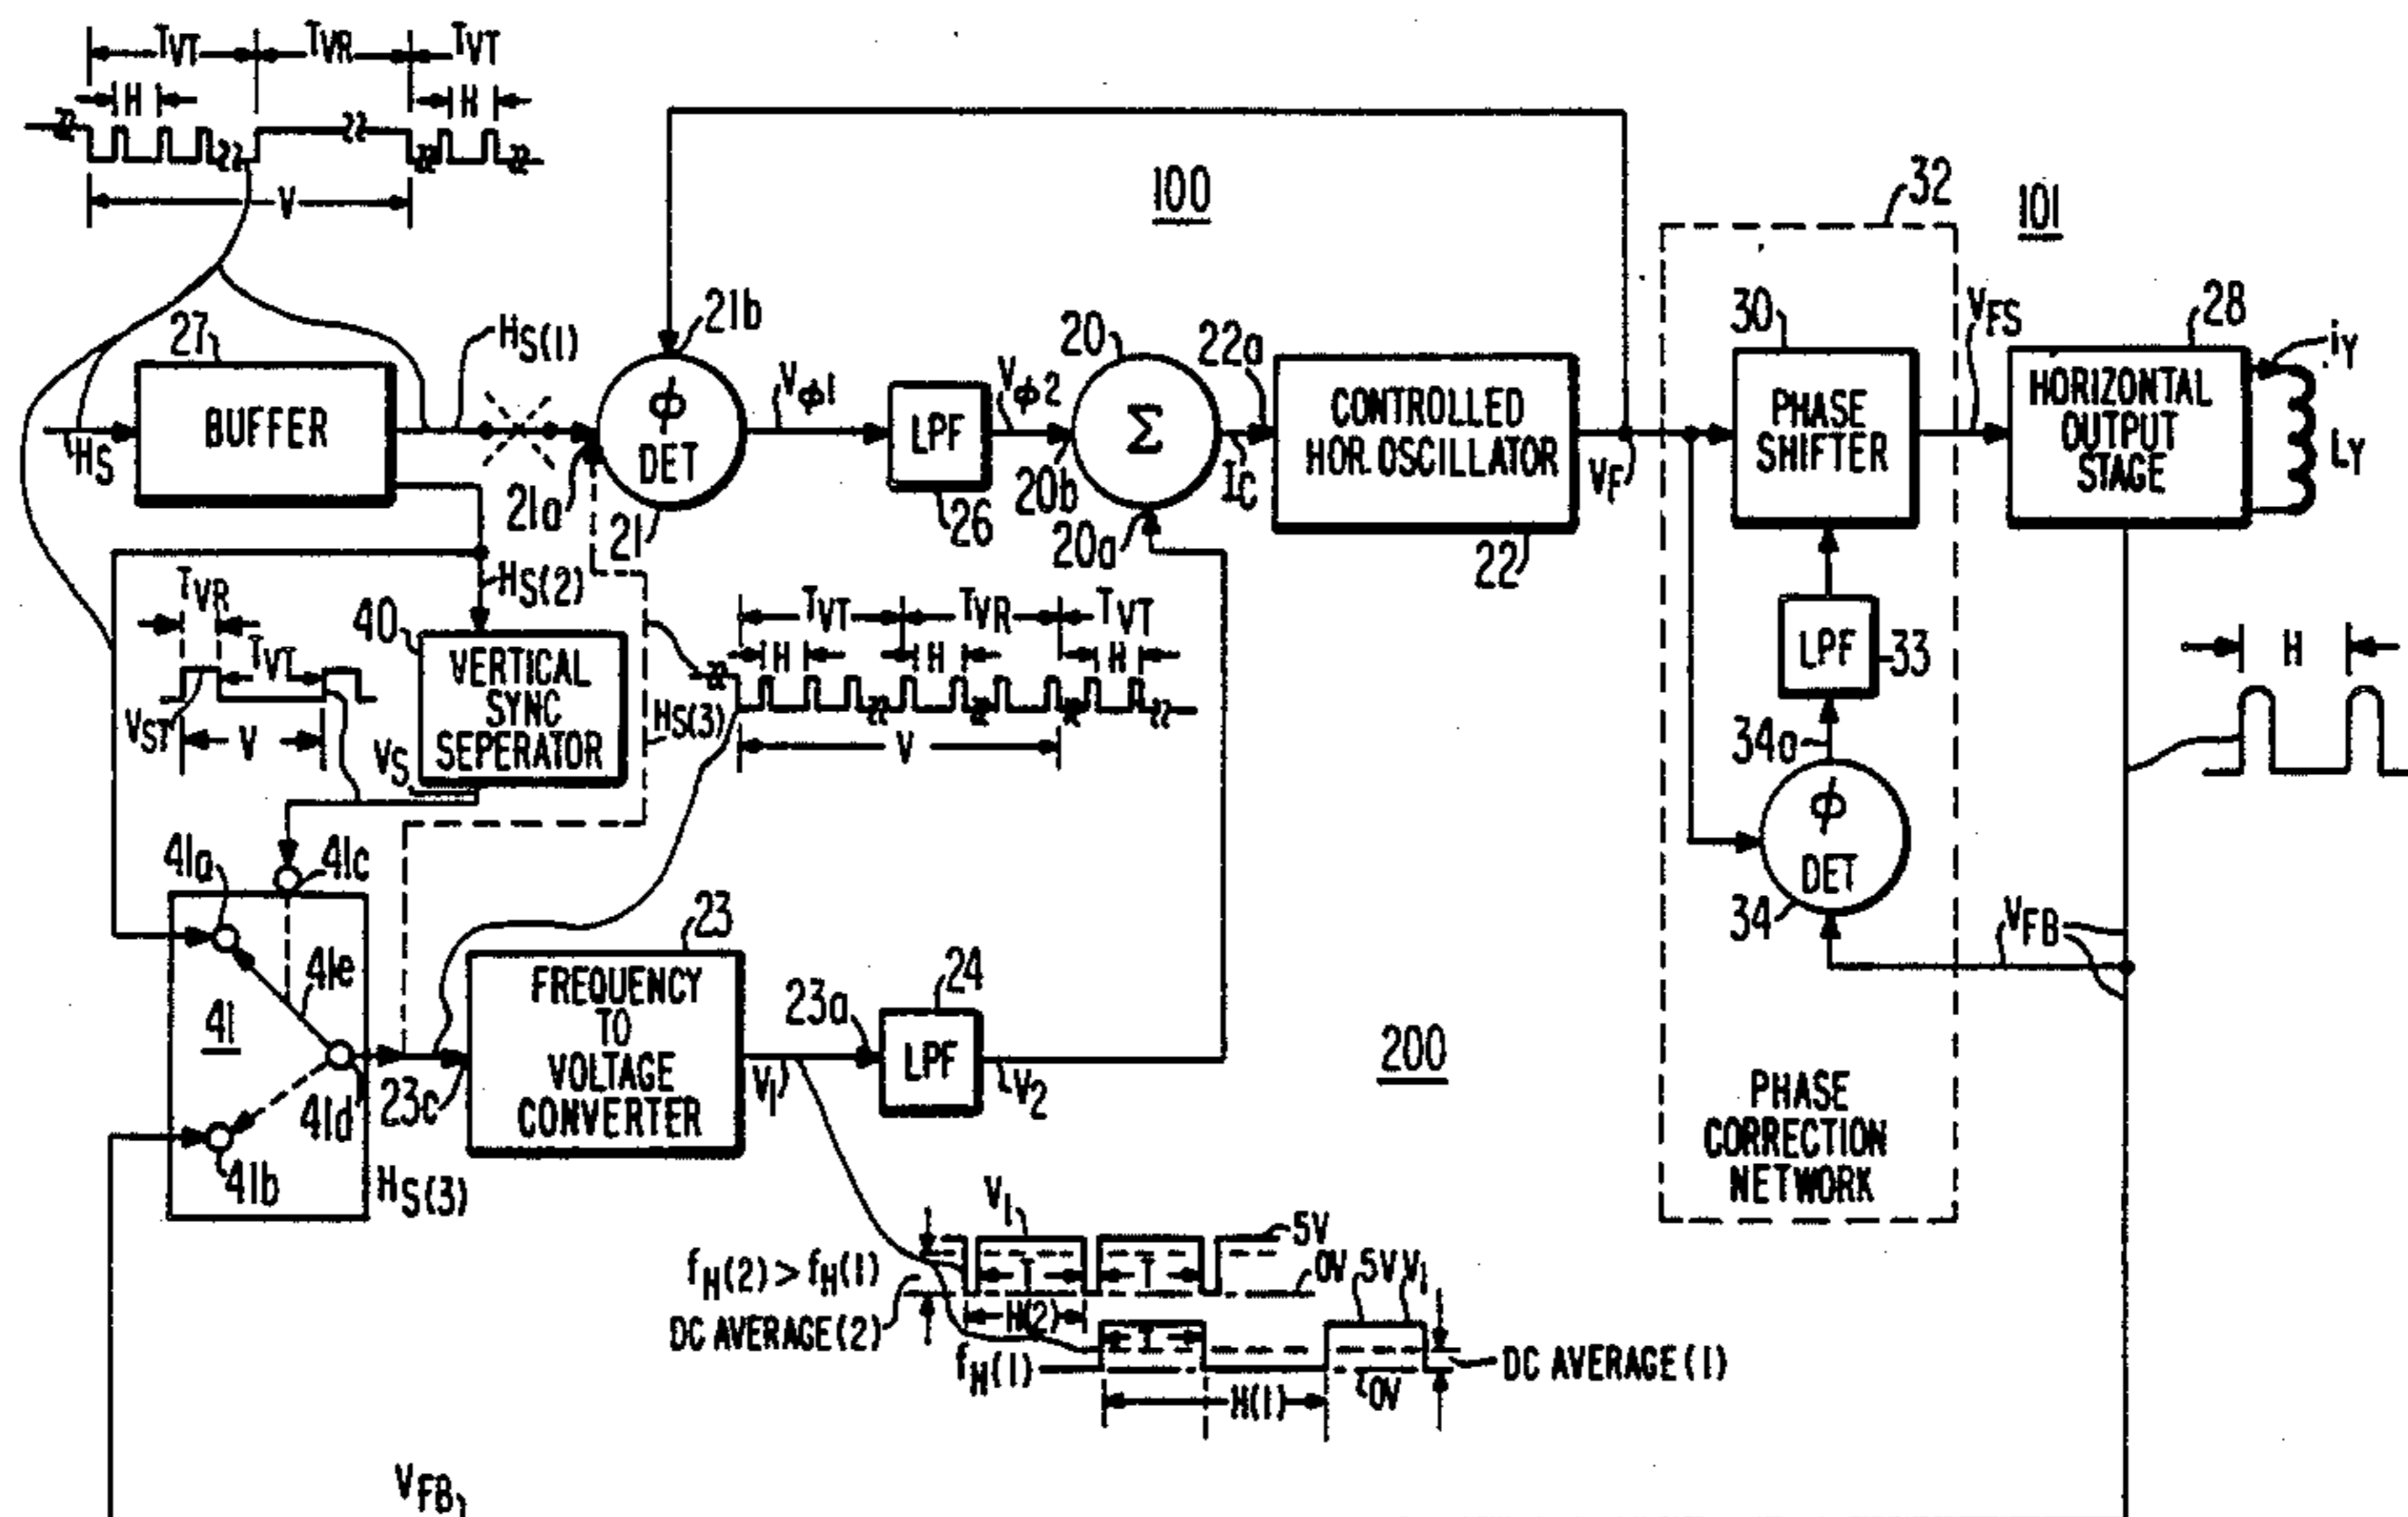 TVT TVR TVT
H H
V
100
32
101
27
HS(1)
21b
Vφ1
20
Vφ2
22a
30
VFS
28
iY
HS
BUFFER
φ
DET
LPF
Σ
CONTROLLED
HOR. OSCILLATOR
PHASE
SHIFTER
HORIZONTAL
OUTPUT
STAGE
LY
21a
21
26
20b
20a
IC
22
VF
HS(2)
TVR
TVT
VST
V
40
VERTICAL
SYNC
SEPERATOR
VS
HS(3)
TVT TVR TVT
H H H
V
LPF
33
H
34a
φ
DET
34
VFB
41a
41c
41e
41
41d
41b
HS(3)
23c
23
FREQUENCY
TO
VOLTAGE
CONVERTER
23a
V1
24
LPF
V2
200
PHASE
CORRECTION
NETWORK
V1
5V
fH(2) > fH(1)
T T
0V 5V V1
DC AVERAGE (2)
H(2)
T
fH(1)
DC AVERAGE (1)
H(1)
0V
VFB